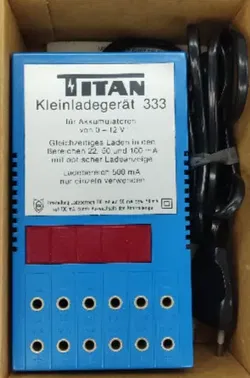 TITAN
Kleinladegerät 333
für Akkumulatoren
von 0 – 12 V
Gleichzeitiges Laden in den
Bereichen 22, 50 und 100 mA
mit optischer Ladeanzeige
Ladebereich 500 mA
nur einzeln verwenden